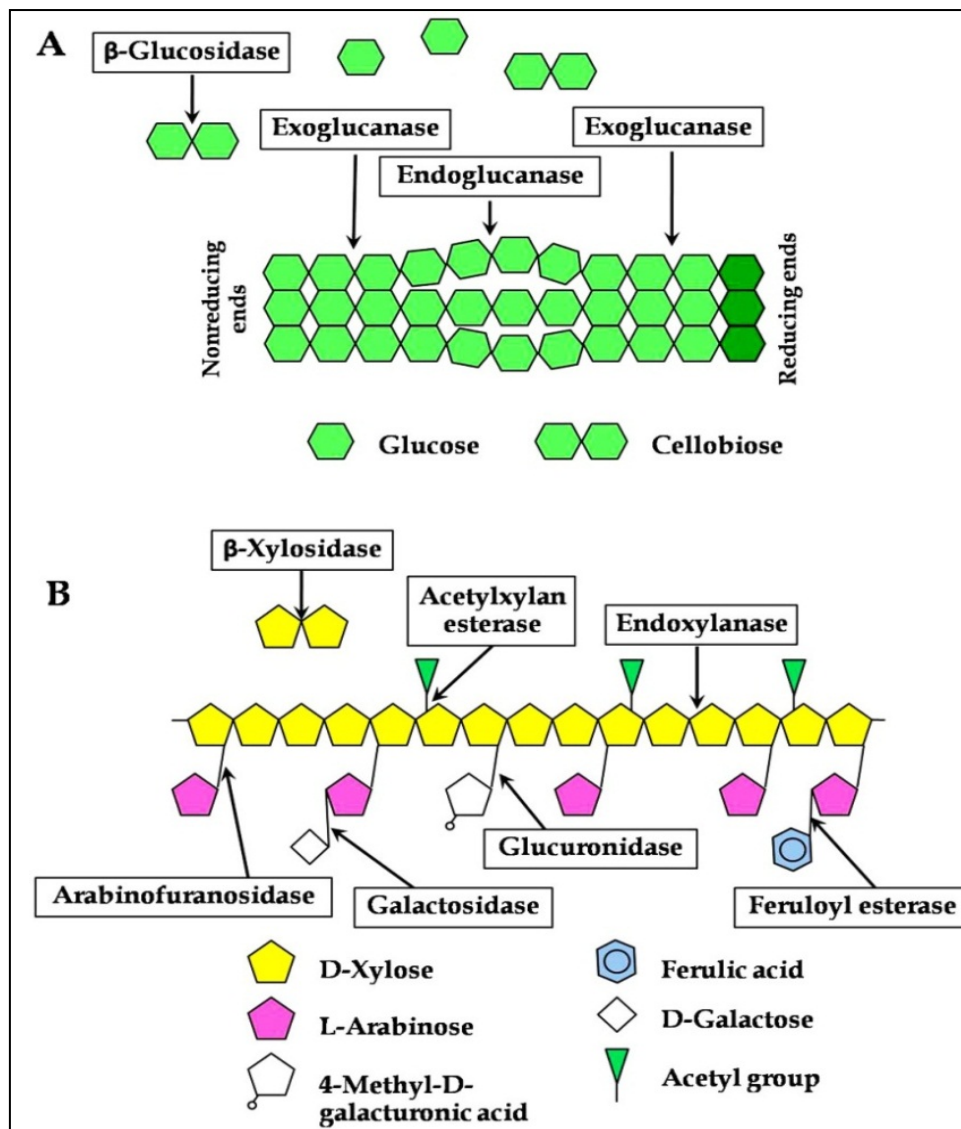 A
β-Glucosidase
Exoglucanase
Exoglucanase
Endoglucanase
Nonreducing
ends
Reducing ends
Glucose
Cellobiose
B
β-Xylosidase
Acetylxylan
esterase
Endoxylanase
Glucuronidase
Arabinofuranosidase
Galactosidase
Feruloyl esterase
D-Xylose
Ferulic acid
L-Arabinose
D-Galactose
4-Methyl-D-
galacturonic acid
Acetyl group